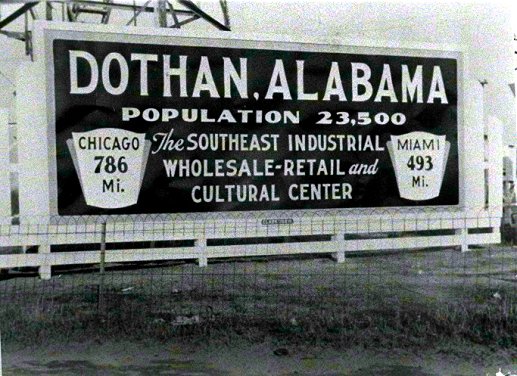 DOTHAN, ALABAMA
POPULATION 23,500
CHICAGO
786
Mi.
The SOUTHEAST INDUSTRIAL
WHOLESALE-RETAIL and
CULTURAL CENTER
MIAMI
493
Mi.